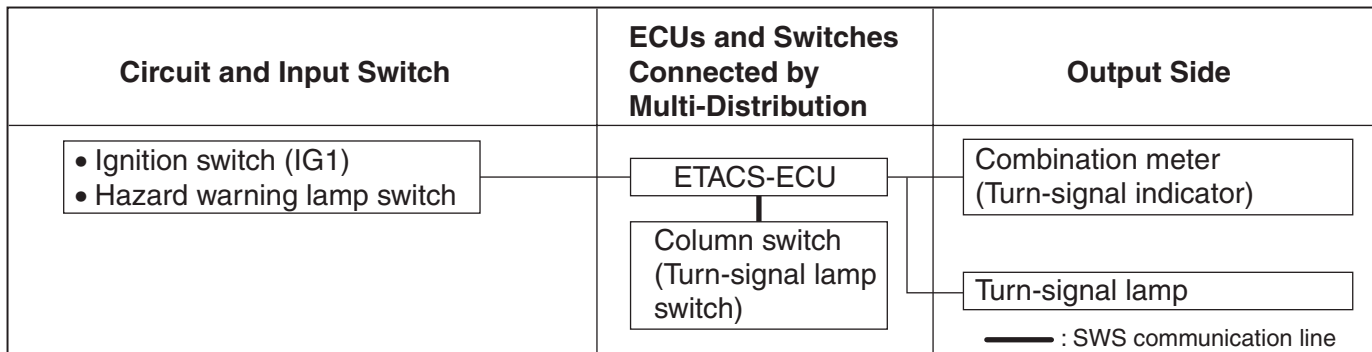 Circuit and Input Switch
ECUs and Switches
Connected by
Multi-Distribution
Output Side
• Ignition switch (IG1)
• Hazard warning lamp switch
ETACS-ECU
Column switch
(Turn-signal lamp
switch)
Combination meter
(Turn-signal indicator)
Turn-signal lamp
: SWS communication line